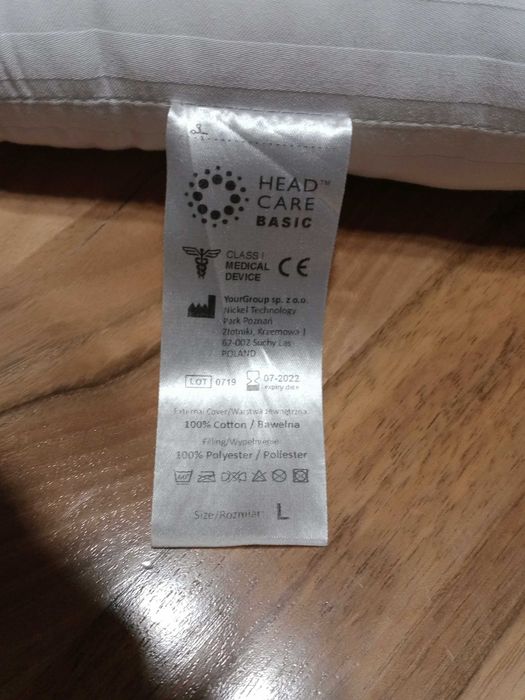 HEAD™
CARE
BASIC
CLASS I
MEDICAL
DEVICE
CE
YourGroup sp. z o.o.
Nickel Technology
Park Poznań
Złotniki, Krzemowa 1
62-002 Suchy Las
POLAND
LOT 0719
07-2022
expiry date
External Cover/Warstwa zewnętrzna:
100% Cotton / Bawełna
Filling/Wypełnienie:
100% Polyester / Poliester
Size/Rozmiar: L